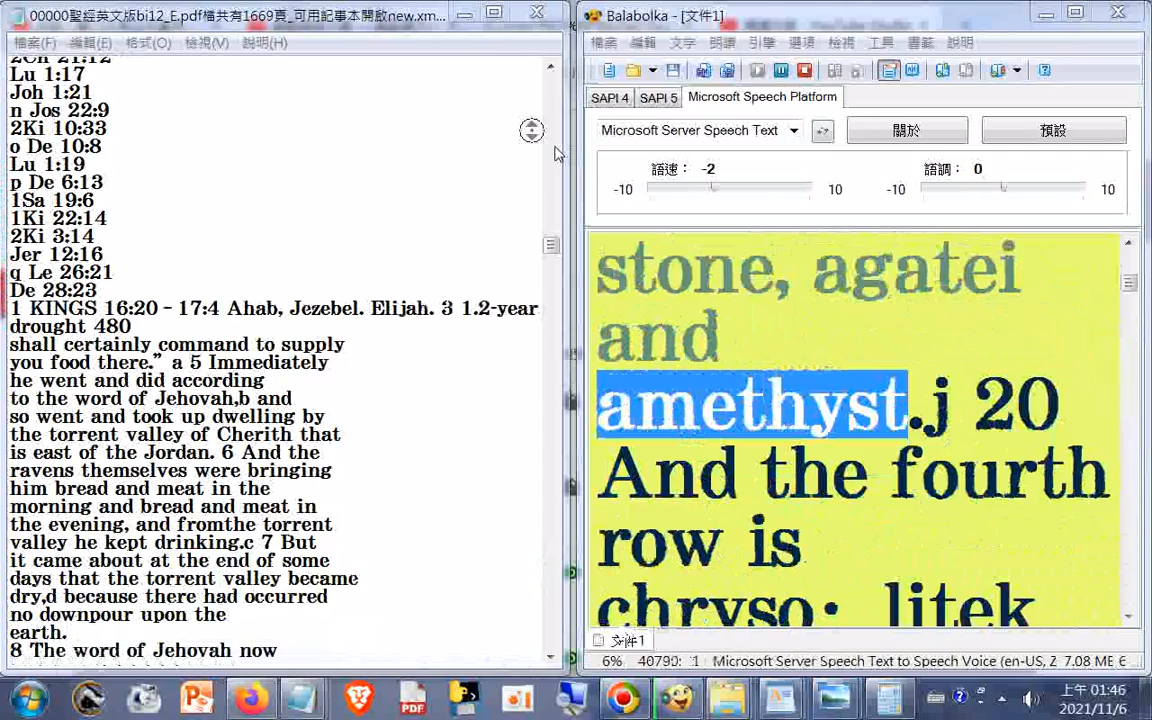 00000聖經英文版bi12_E.pdf檔共有1669頁_可用記事本開啟new.xm...
檔案(F) 編輯(E) 格式(O) 檢視(V) 說明(H)
2Ch 21:12
Lu 1:17
Joh 1:21
n Jos 22:9
2Ki 10:33
o De 10:8
Lu 1:19
p De 6:13
1Sa 19:6
1Ki 22:14
2Ki 3:14
Jer 12:16
q Le 26:21
De 28:23
1 KINGS 16:20 – 17:4 Ahab, Jezebel. Elijah. 3 1.2-year
drought 480
shall certainly command to supply
you food there.” a 5 Immediately
he went and did according
to the word of Jehovah,b and
so went and took up dwelling by
the torrent valley of Cherith that
is east of the Jordan. 6 And the
ravens themselves were bringing
him bread and meat in the
morning and bread and meat in
the evening, and fromthe torrent
valley he kept drinking.c 7 But
it came about at the end of some
days that the torrent valley became
dry,d because there had occurred
no downpour upon the
earth.
8 The word of Jehovah now
Balabolka - [文件1]
檔案 編輯 文字 朗讀 引擎 選項 檢視 工具 書籤 說明
SAPI 4 SAPI 5 Microsoft Speech Platform
Microsoft Server Speech Text 關於 預設
語速： -2 語調： 0
-10 10 -10 10
stone, agatei
and
amethyst.j 20
And the fourth
row is
chryso· litek
文件1
6% 40790: 1 Microsoft Server Speech Text to Speech Voice (en-US, Z 7.08 MB 6
PDF
上午 01:46
2021/11/6